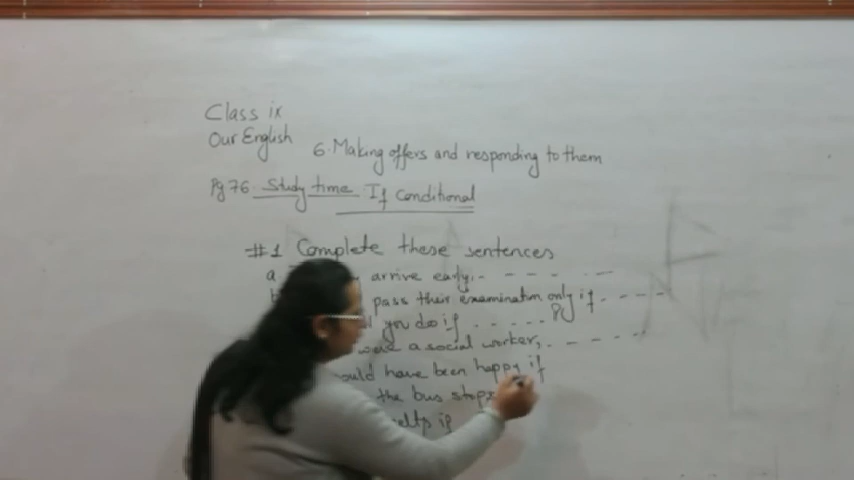 Class ix
Our English
6. Making offers and responding to them
Pg 76. Study time If Conditional
#1 Complete these sentences
a arrive early. - - - - -
pass their examination only if - - - - -
you do if - - - - - -
were a social worker, - - - - - -
have been happy if
the bus stops
if